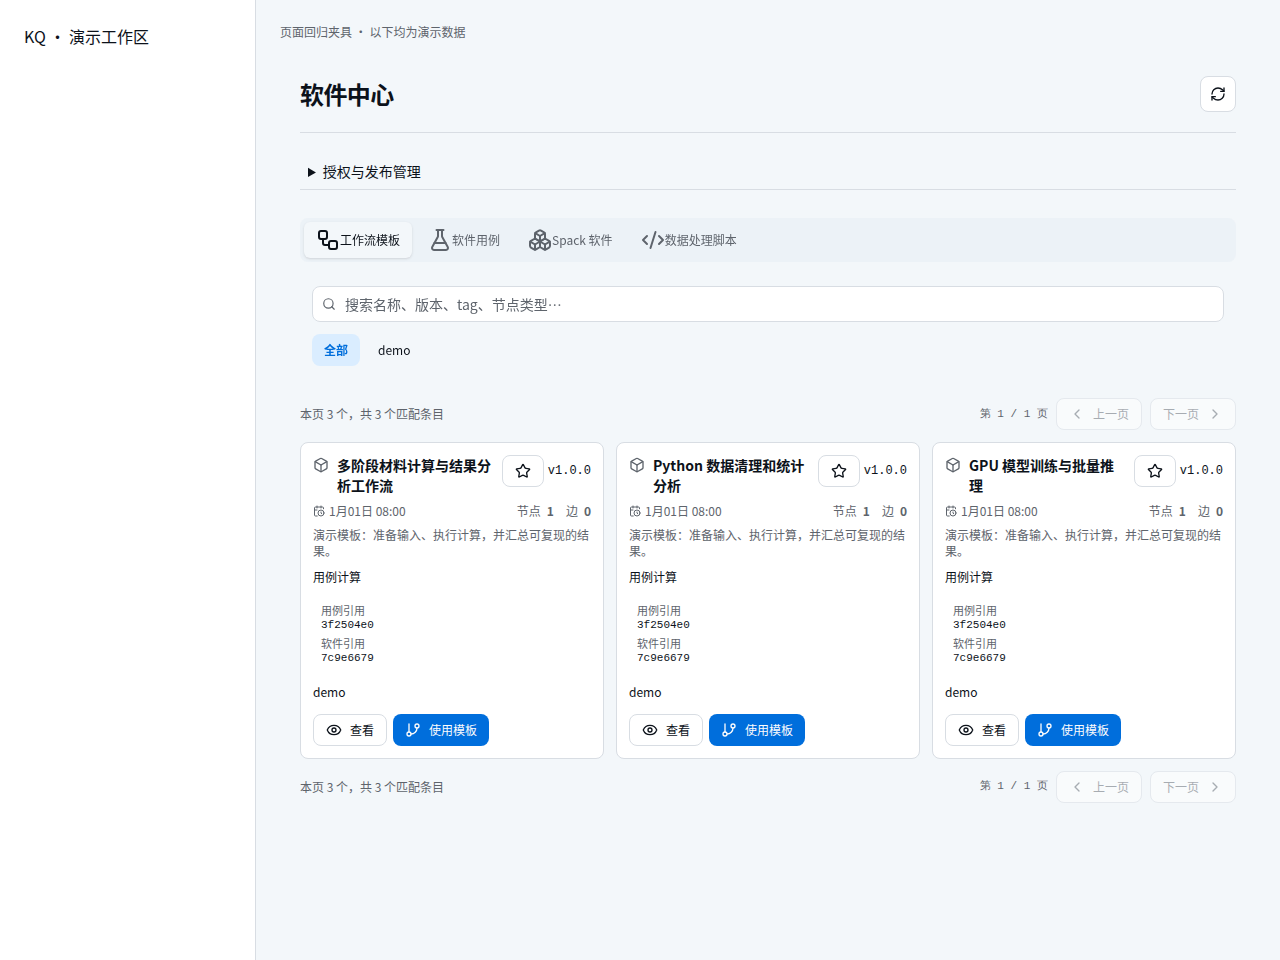 KQ · 演示工作区
页面回归夹具 · 以下均为演示数据
软件中心
授权与发布管理
工作流模板 软件用例 Spack 软件 数据处理脚本
搜索名称、版本、tag、节点类型…
全部 demo
本页 3 个，共 3 个匹配条目 第 1 / 1 页 上一页 下一页
多阶段材料计算与结果分析工作流 v1.0.0
1月01日 08:00 节点 1 边 0
演示模板：准备输入、执行计算，并汇总可复现的结果。
用例计算
用例引用
3f2504e0
软件引用
7c9e6679
demo
查看 使用模板
Python 数据清理和统计分析 v1.0.0
1月01日 08:00 节点 1 边 0
演示模板：准备输入、执行计算，并汇总可复现的结果。
用例计算
用例引用
3f2504e0
软件引用
7c9e6679
demo
查看 使用模板
GPU 模型训练与批量推理 v1.0.0
1月01日 08:00 节点 1 边 0
演示模板：准备输入、执行计算，并汇总可复现的结果。
用例计算
用例引用
3f2504e0
软件引用
7c9e6679
demo
查看 使用模板
本页 3 个，共 3 个匹配条目 第 1 / 1 页 上一页 下一页